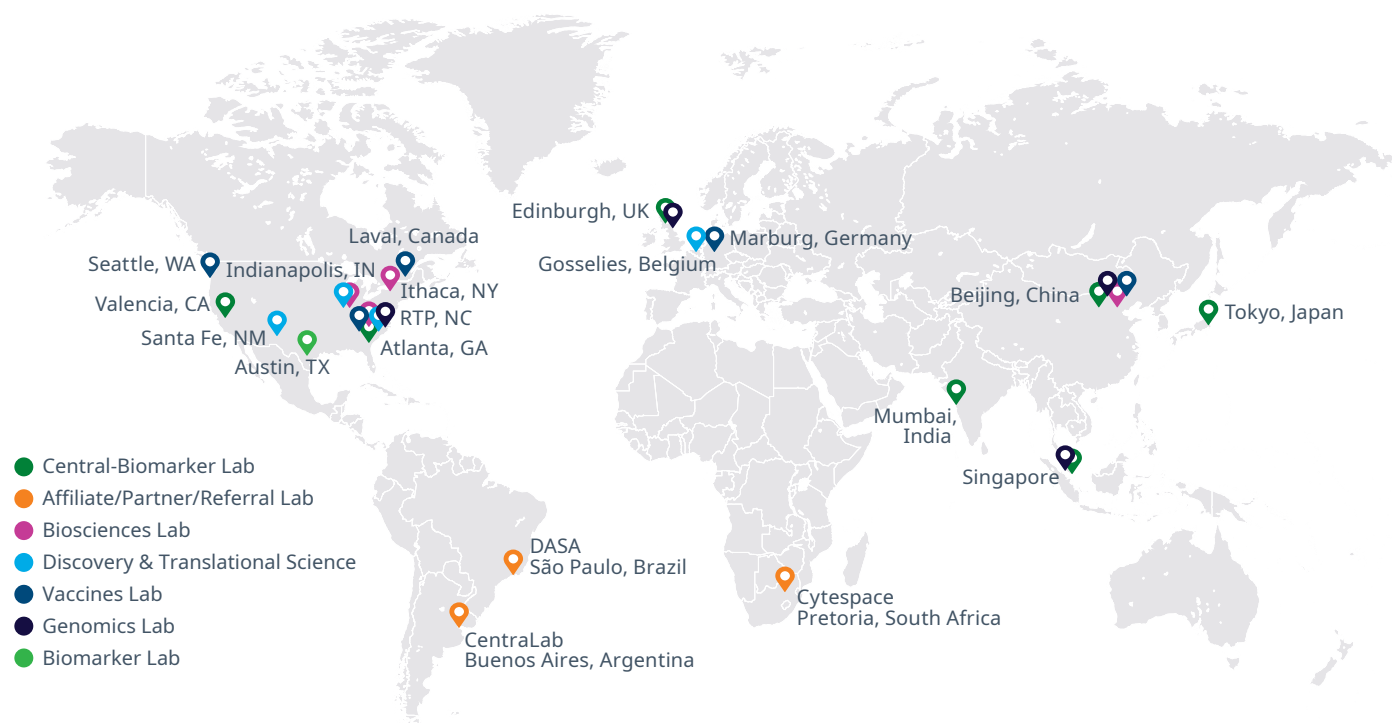 Edinburgh, UK
Laval, Canada
Marburg, Germany
Seattle, WA
Indianapolis, IN
Gosselies, Belgium
Ithaca, NY
Beijing, China
Valencia, CA
RTP, NC
Tokyo, Japan
Santa Fe, NM
Atlanta, GA
Austin, TX
Mumbai,
India
Singapore
Central-Biomarker Lab
Affiliate/Partner/Referral Lab
Biosciences Lab
Discovery & Translational Science
Vaccines Lab
Genomics Lab
Biomarker Lab
DASA
São Paulo, Brazil
Cytespace
Pretoria, South Africa
CentraLab
Buenos Aires, Argentina